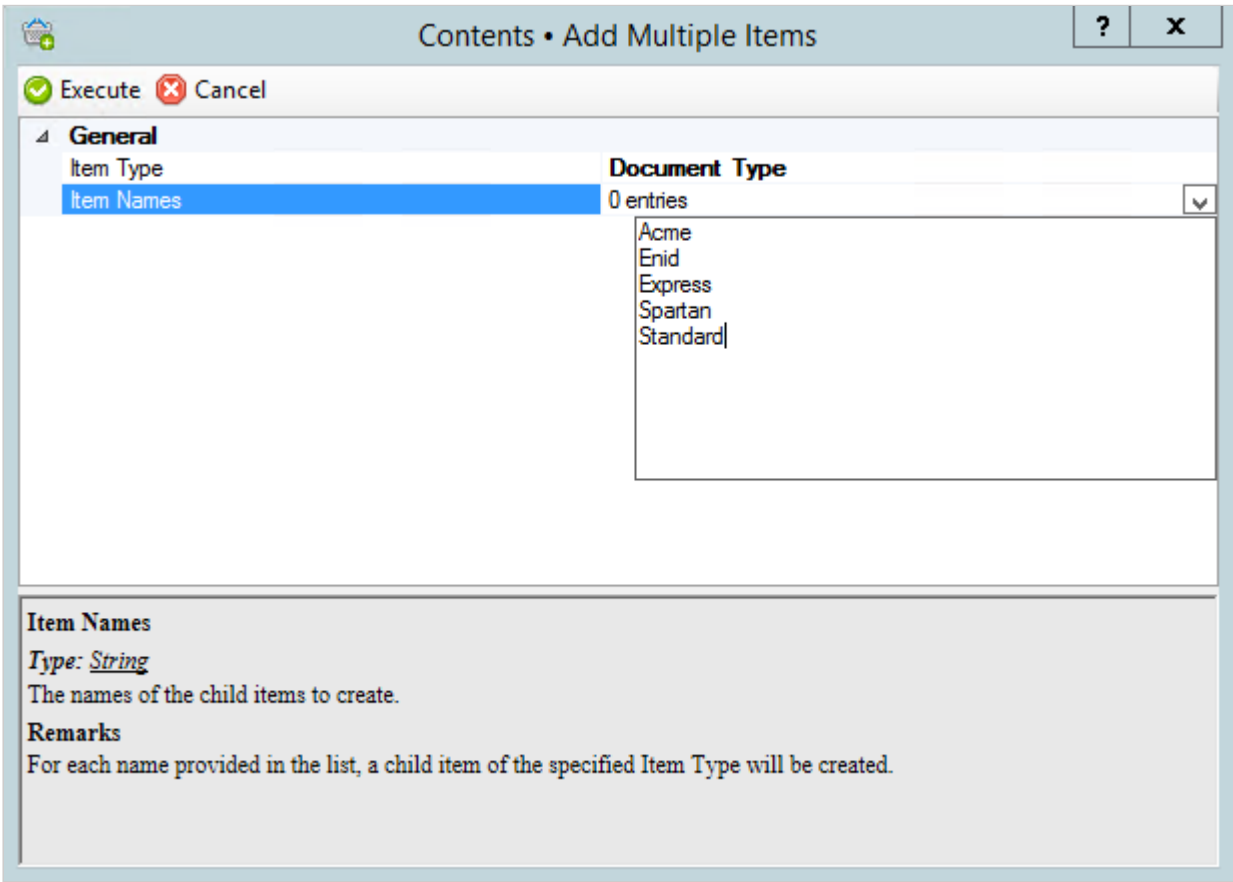 Contents • Add Multiple Items
? x
Execute Cancel
General
Item Type Document Type
Item Names 0 entries
Acme
Enid
Express
Spartan
Standard
Item Names
Type: String
The names of the child items to create.
Remarks
For each name provided in the list, a child item of the specified Item Type will be created.